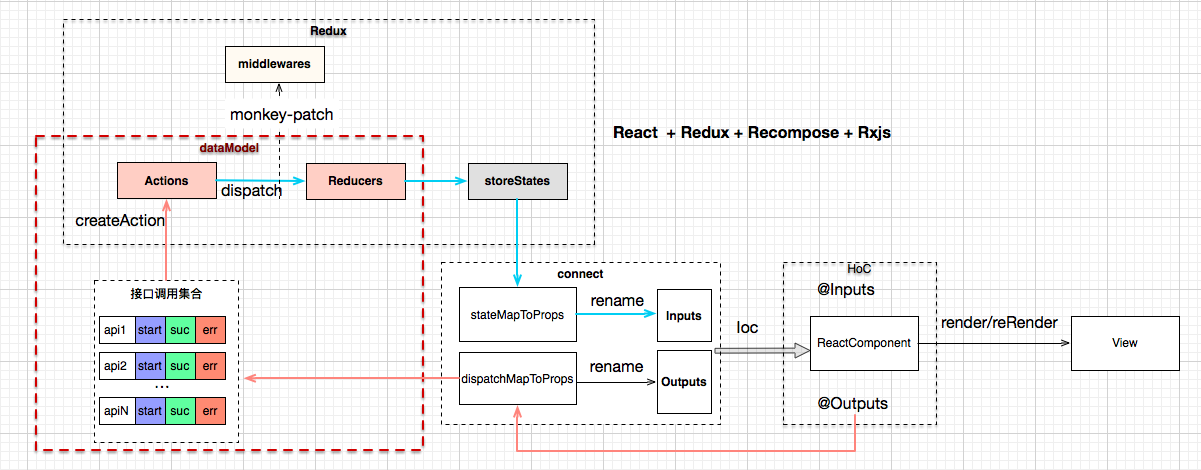 Redux
middlewares
monkey-patch
React + Redux + Recompose + Rxjs
dataModel
Actions
dispatch
Reducers
storeStates
createAction
接口调用集合
api1 start suc err
api2 start suc err
...
apiN start suc err
connect
stateMapToProps
rename
Inputs
dispatchMapToProps
rename
Outputs
Ioc
HoC
@Inputs
ReactComponent
@Outputs
render/reRender
View